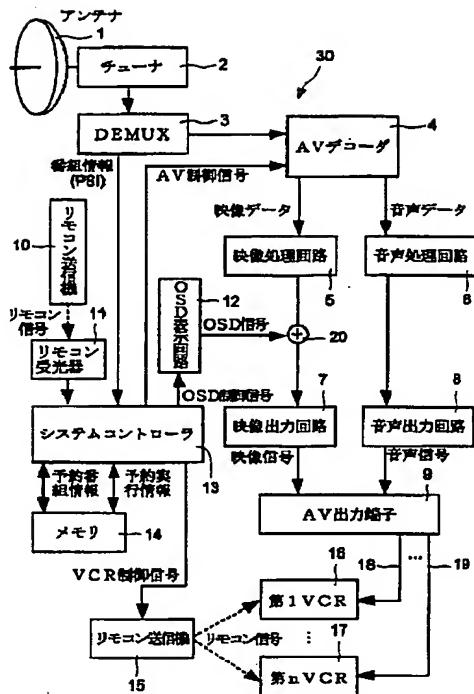 アンテナ
1
チューナ
2
30
DEMUX
3
AVデコーダ
4
番組情報
(PSI)
AV制御信号
映像データ
音声データ
リモコン送信機
10
映像処理回路
5
音声処理回路
6
リモコン
信号
11
リモコン
受光器
OSD表示回路
12
OSD信号
20
OSD制御信号
映像出力回路
7
音声出力回路
8
システムコントローラ
13
映像信号
音声信号
予約番
組情報
予約実
行情報
AV出力端子
9
メモリ
14
VCR制御信号
18
…
19
第1VCR
16
リモコン送信機
15
リモコン信号
⋮
第nVCR
17